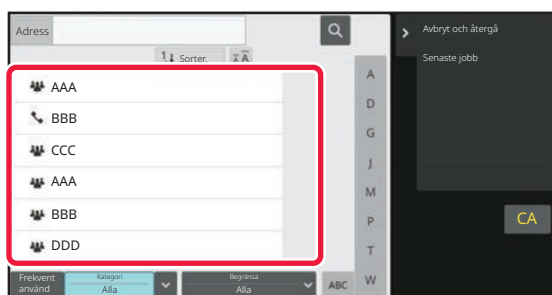 Adress
Avbryt och återgå
1 Sorter.
Senaste jobb
AAA
BBB
CCC
AAA
BBB
DDD
A
D
G
J
M
P
T
W
CA
Frekvent
använd
Kategori
Alla
Begränsa
Alla
ABC